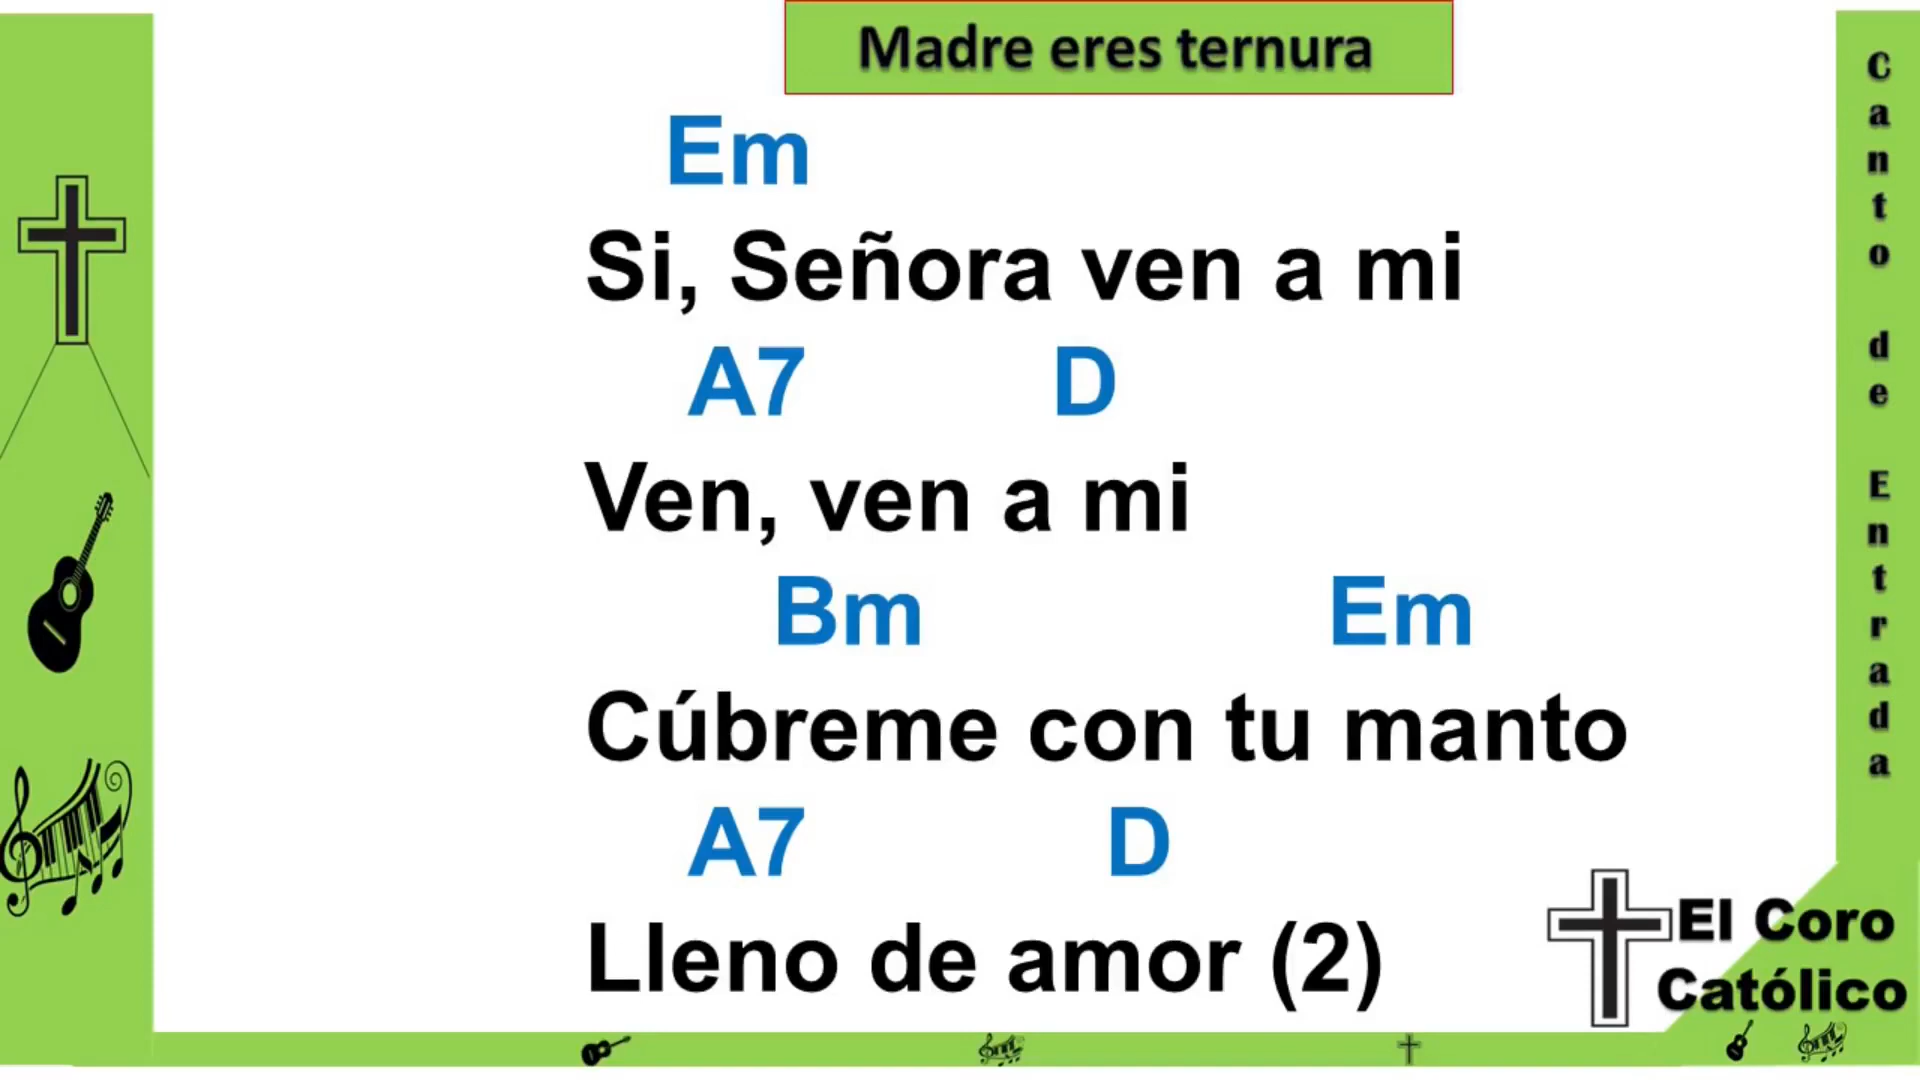 Madre eres ternura
Em
Si, Señora ven a mi
A7 D
Ven, ven a mi
Bm Em
Cúbreme con tu manto
A7 D
Lleno de amor (2)
Canto de Entrada
El Coro
Católico